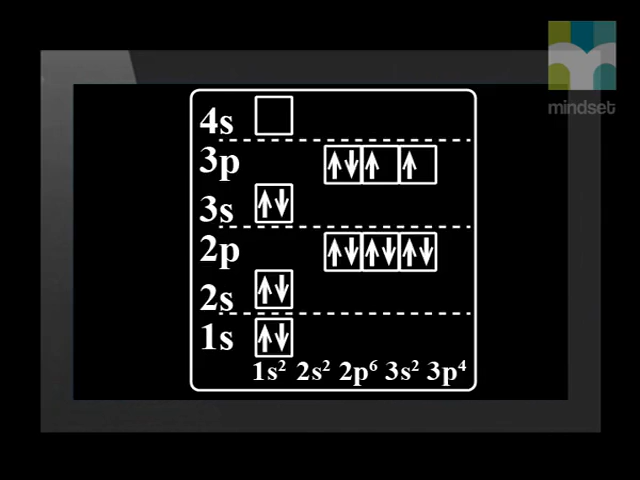 mindset
4s
3p
3s
2p
2s
1s
1s² 2s² 2p⁶ 3s² 3p⁴